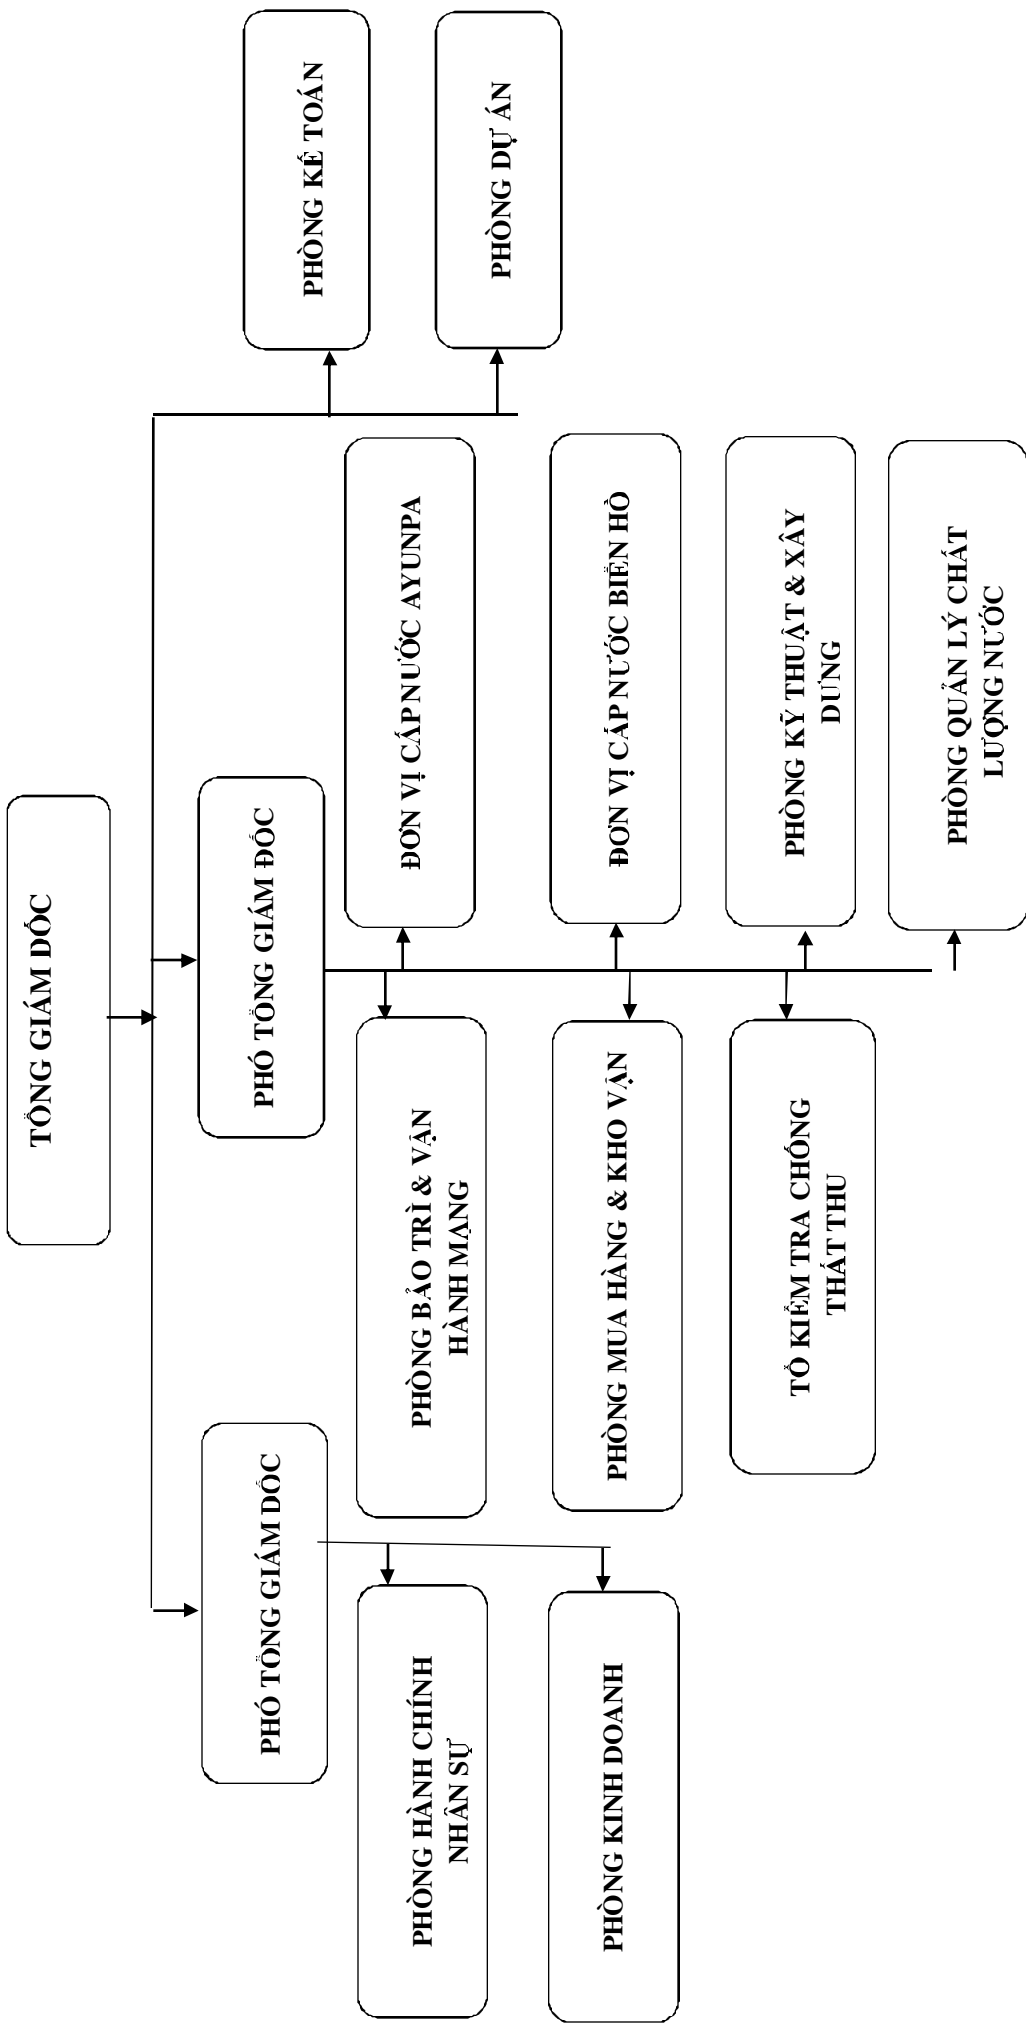 TỔNG GIÁM DỐC
PHÓ TỔNG GIÁM DỐC
PHÓ TỔNG GIÁM ĐỐC
PHÒNG KẾ TOÁN
PHÒNG DỰ ÁN
PHÒNG HÀNH CHÍNH
NHÂN SỰ
PHÒNG KINH DOANH
PHÒNG BẢO TRÌ & VẬN
HÀNH MẠNG
PHÒNG MUA HÀNG & KHO VẬN
TỔ KIỂM TRA CHỐNG
THẤT THU
ĐƠN VỊ CẤP NƯỚC AYUNPA
ĐƠN VỊ CẤP NƯỚC BIỂN HỒ
PHÒNG KỸ THUẬT & XÂY
DƯNG
PHÒNG QUẢN LÝ CHẤT
LƯỢNG NƯỚC